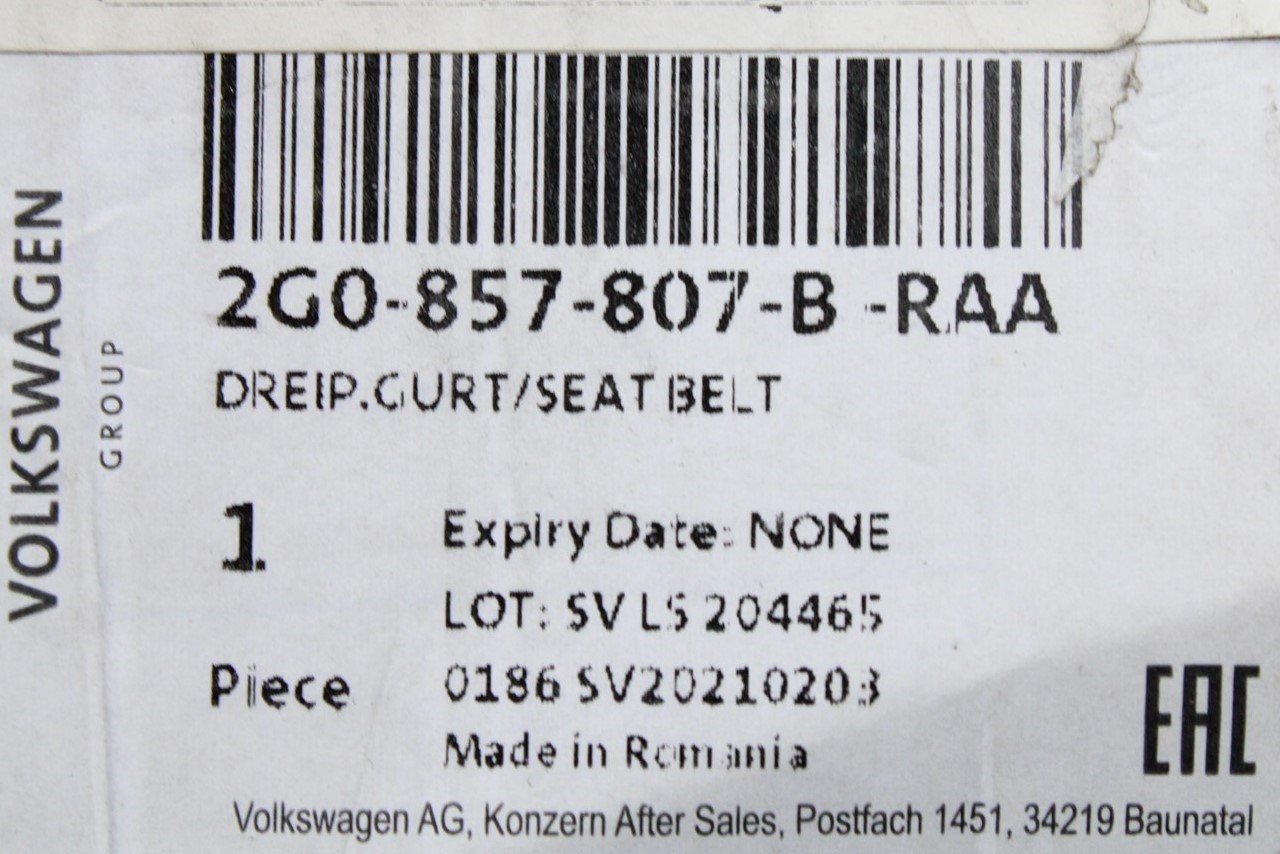 VOLKSWAGEN
GROUP
2G0-857-807-B -RAA
DREIP.GURT/SEAT BELT
1
Piece
Expiry Date: NONE
LOT: SV LS 204465
0186 SV20210203
Made in Romania
EAC
Volkswagen AG, Konzern After Sales, Postfach 1451, 34219 Baunatal